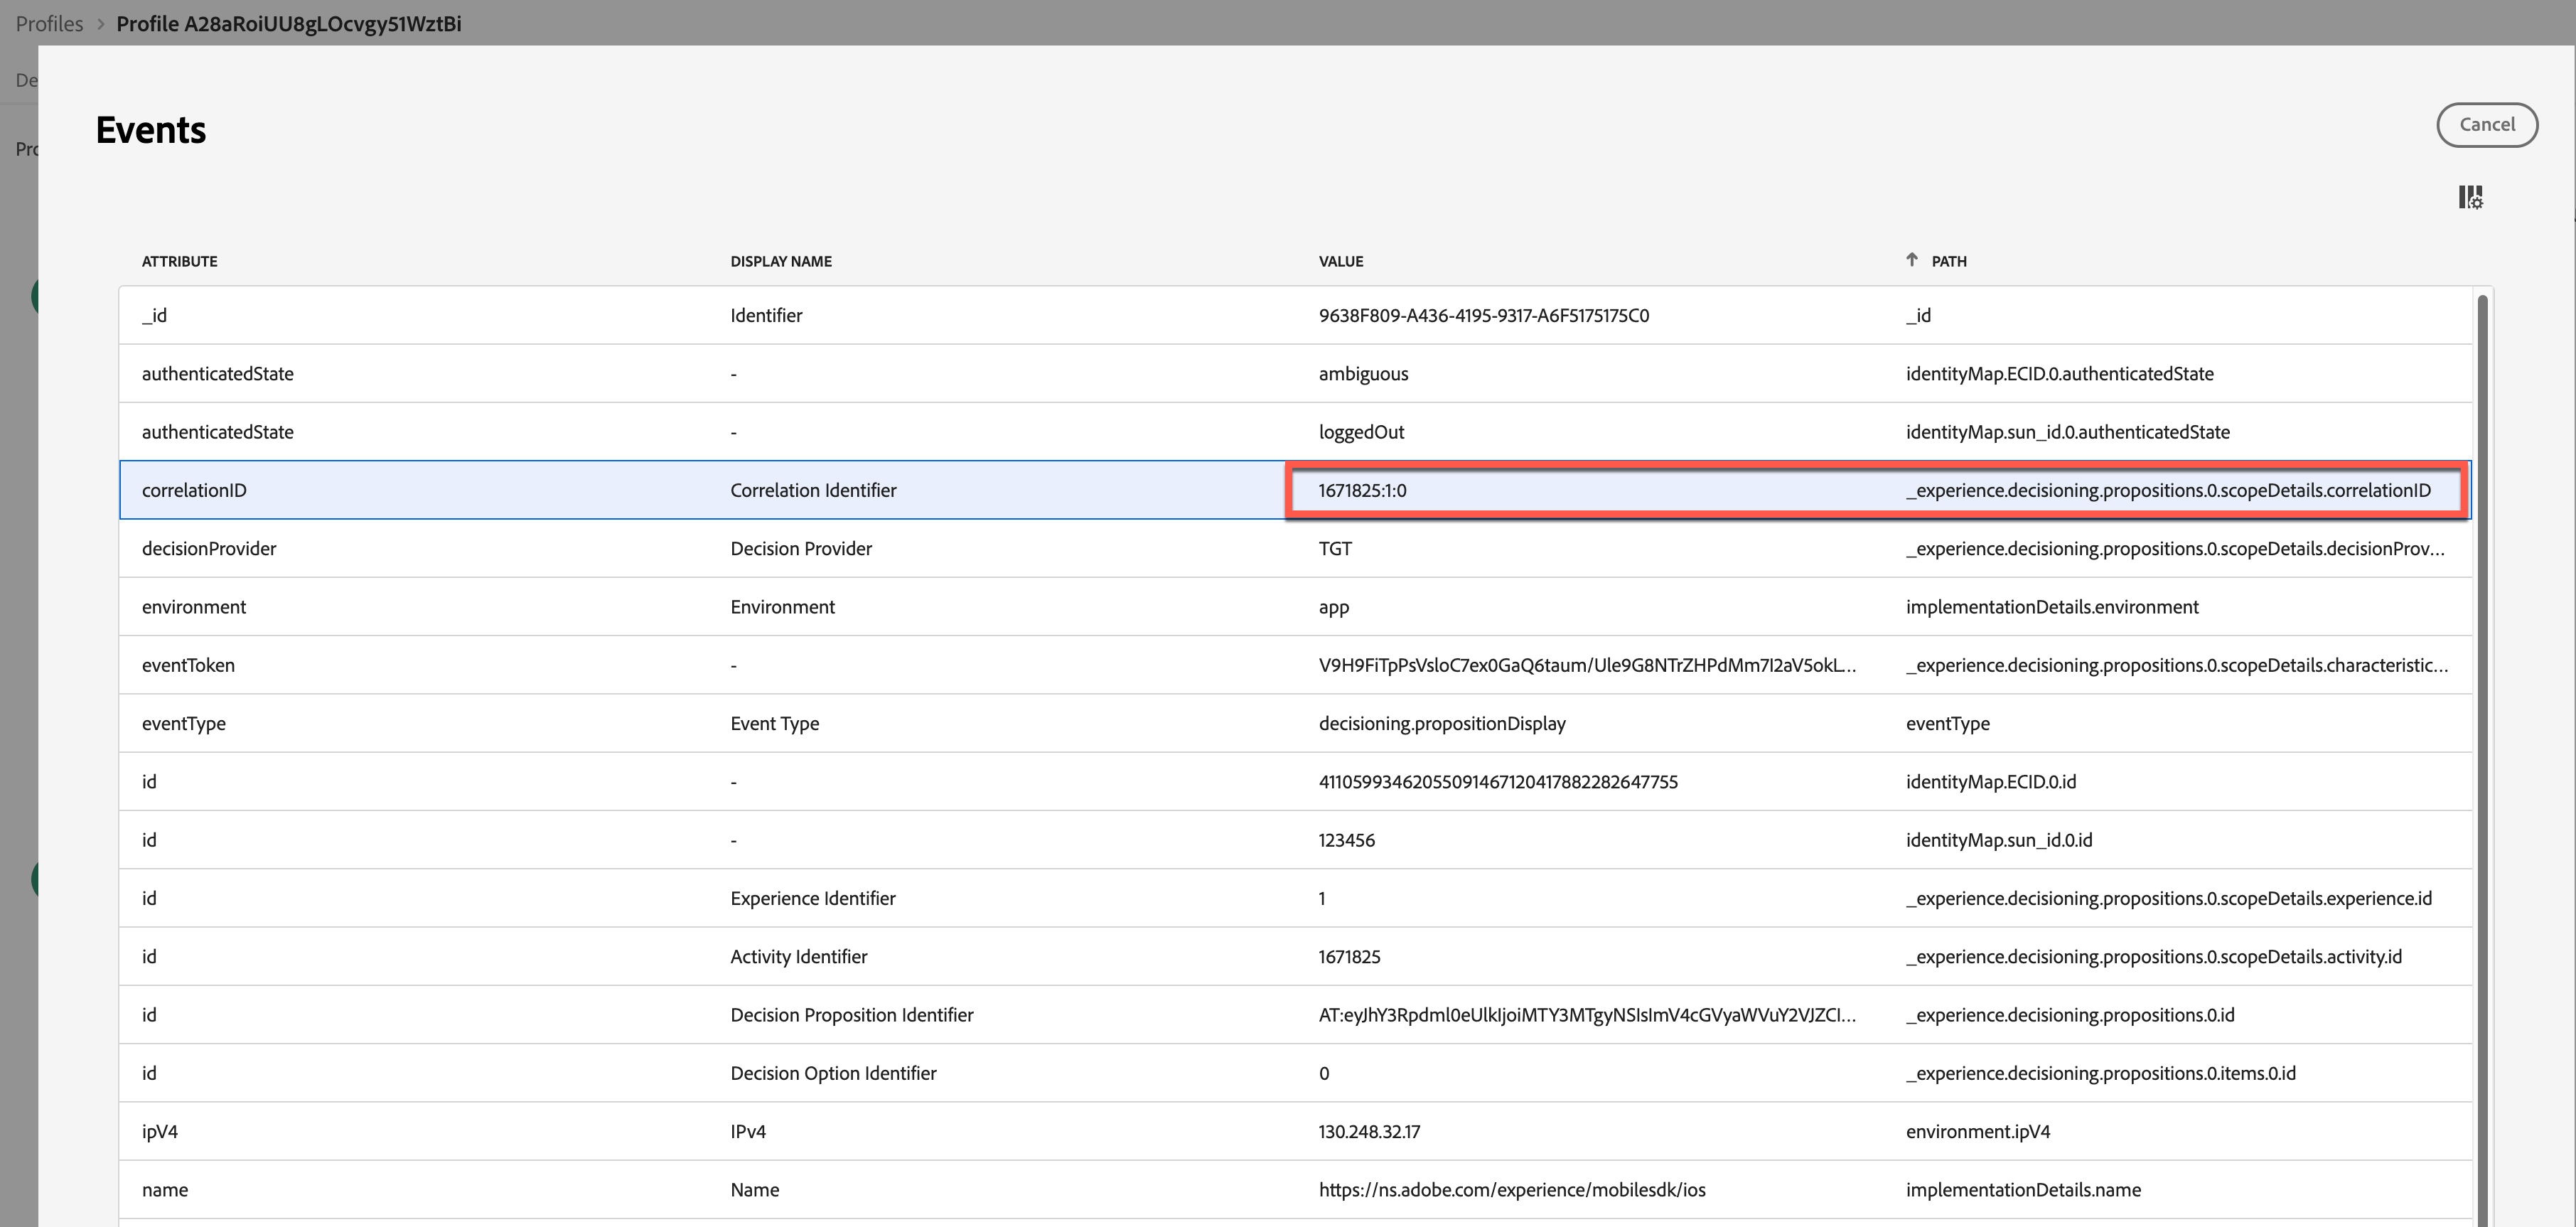 Profiles > Profile A28aRoiUU8gLOcvgy51WztBi
De
Events
Cancel
Pro
ATTRIBUTE DISPLAY NAME VALUE ↑ PATH
_id Identifier 9638F809-A436-4195-9317-A6F5175175C0 _id
authenticatedState - ambiguous identityMap.ECID.0.authenticatedState
authenticatedState - loggedOut identityMap.sun_id.0.authenticatedState
correlationID Correlation Identifier 1671825:1:0 _experience.decisioning.propositions.0.scopeDetails.correlationID
decisionProvider Decision Provider TGT _experience.decisioning.propositions.0.scopeDetails.decisionProv...
environment Environment app implementationDetails.environment
eventToken - V9H9FiTpPsVsloC7ex0GaQ6taum/Ule9G8NTrZHPdMm7I2aV5okL... _experience.decisioning.propositions.0.scopeDetails.characteristic...
eventType Event Type decisioning.propositionDisplay eventType
id - 41105993462055091467120417882282647755 identityMap.ECID.0.id
id - 123456 identityMap.sun_id.0.id
id Experience Identifier 1 _experience.decisioning.propositions.0.scopeDetails.experience.id
id Activity Identifier 1671825 _experience.decisioning.propositions.0.scopeDetails.activity.id
id Decision Proposition Identifier AT:eyJhY3Rpdml0eUlkIjoiMTY3MTgyNSIsImV4cGVyaWVuY2VJZCI... _experience.decisioning.propositions.0.id
id Decision Option Identifier 0 _experience.decisioning.propositions.0.items.0.id
ipV4 IPv4 130.248.32.17 environment.ipV4
name Name https://ns.adobe.com/experience/mobilesdk/ios implementationDetails.name